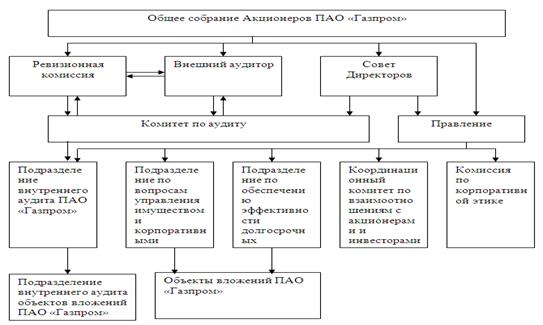 Общее собрание Акционеров ПАО «Газпром»
Ревизионная
комиссия
Внешний аудитор
Совет
Директоров
Комитет по аудиту
Правление
Подразделе
ние
внутреннего
аудита ПАО
«Газпром»
Подразделе
ние по
вопросам
управления
имуществом
и
корпоративн
ыми
Подразделе
ние по
обеспечени
ю
эффективно
сти
долгосрочн
ых
Координаци
онный
комитет по
взаимоотно
шениям с
акционерам
и и
инвесторами
Комиссия
по
корпоративн
ой этике
Подразделение
внутреннего аудита
объектов вложений
ПАО «Газпром»
Объекты вложений ПАО
«Газпром»